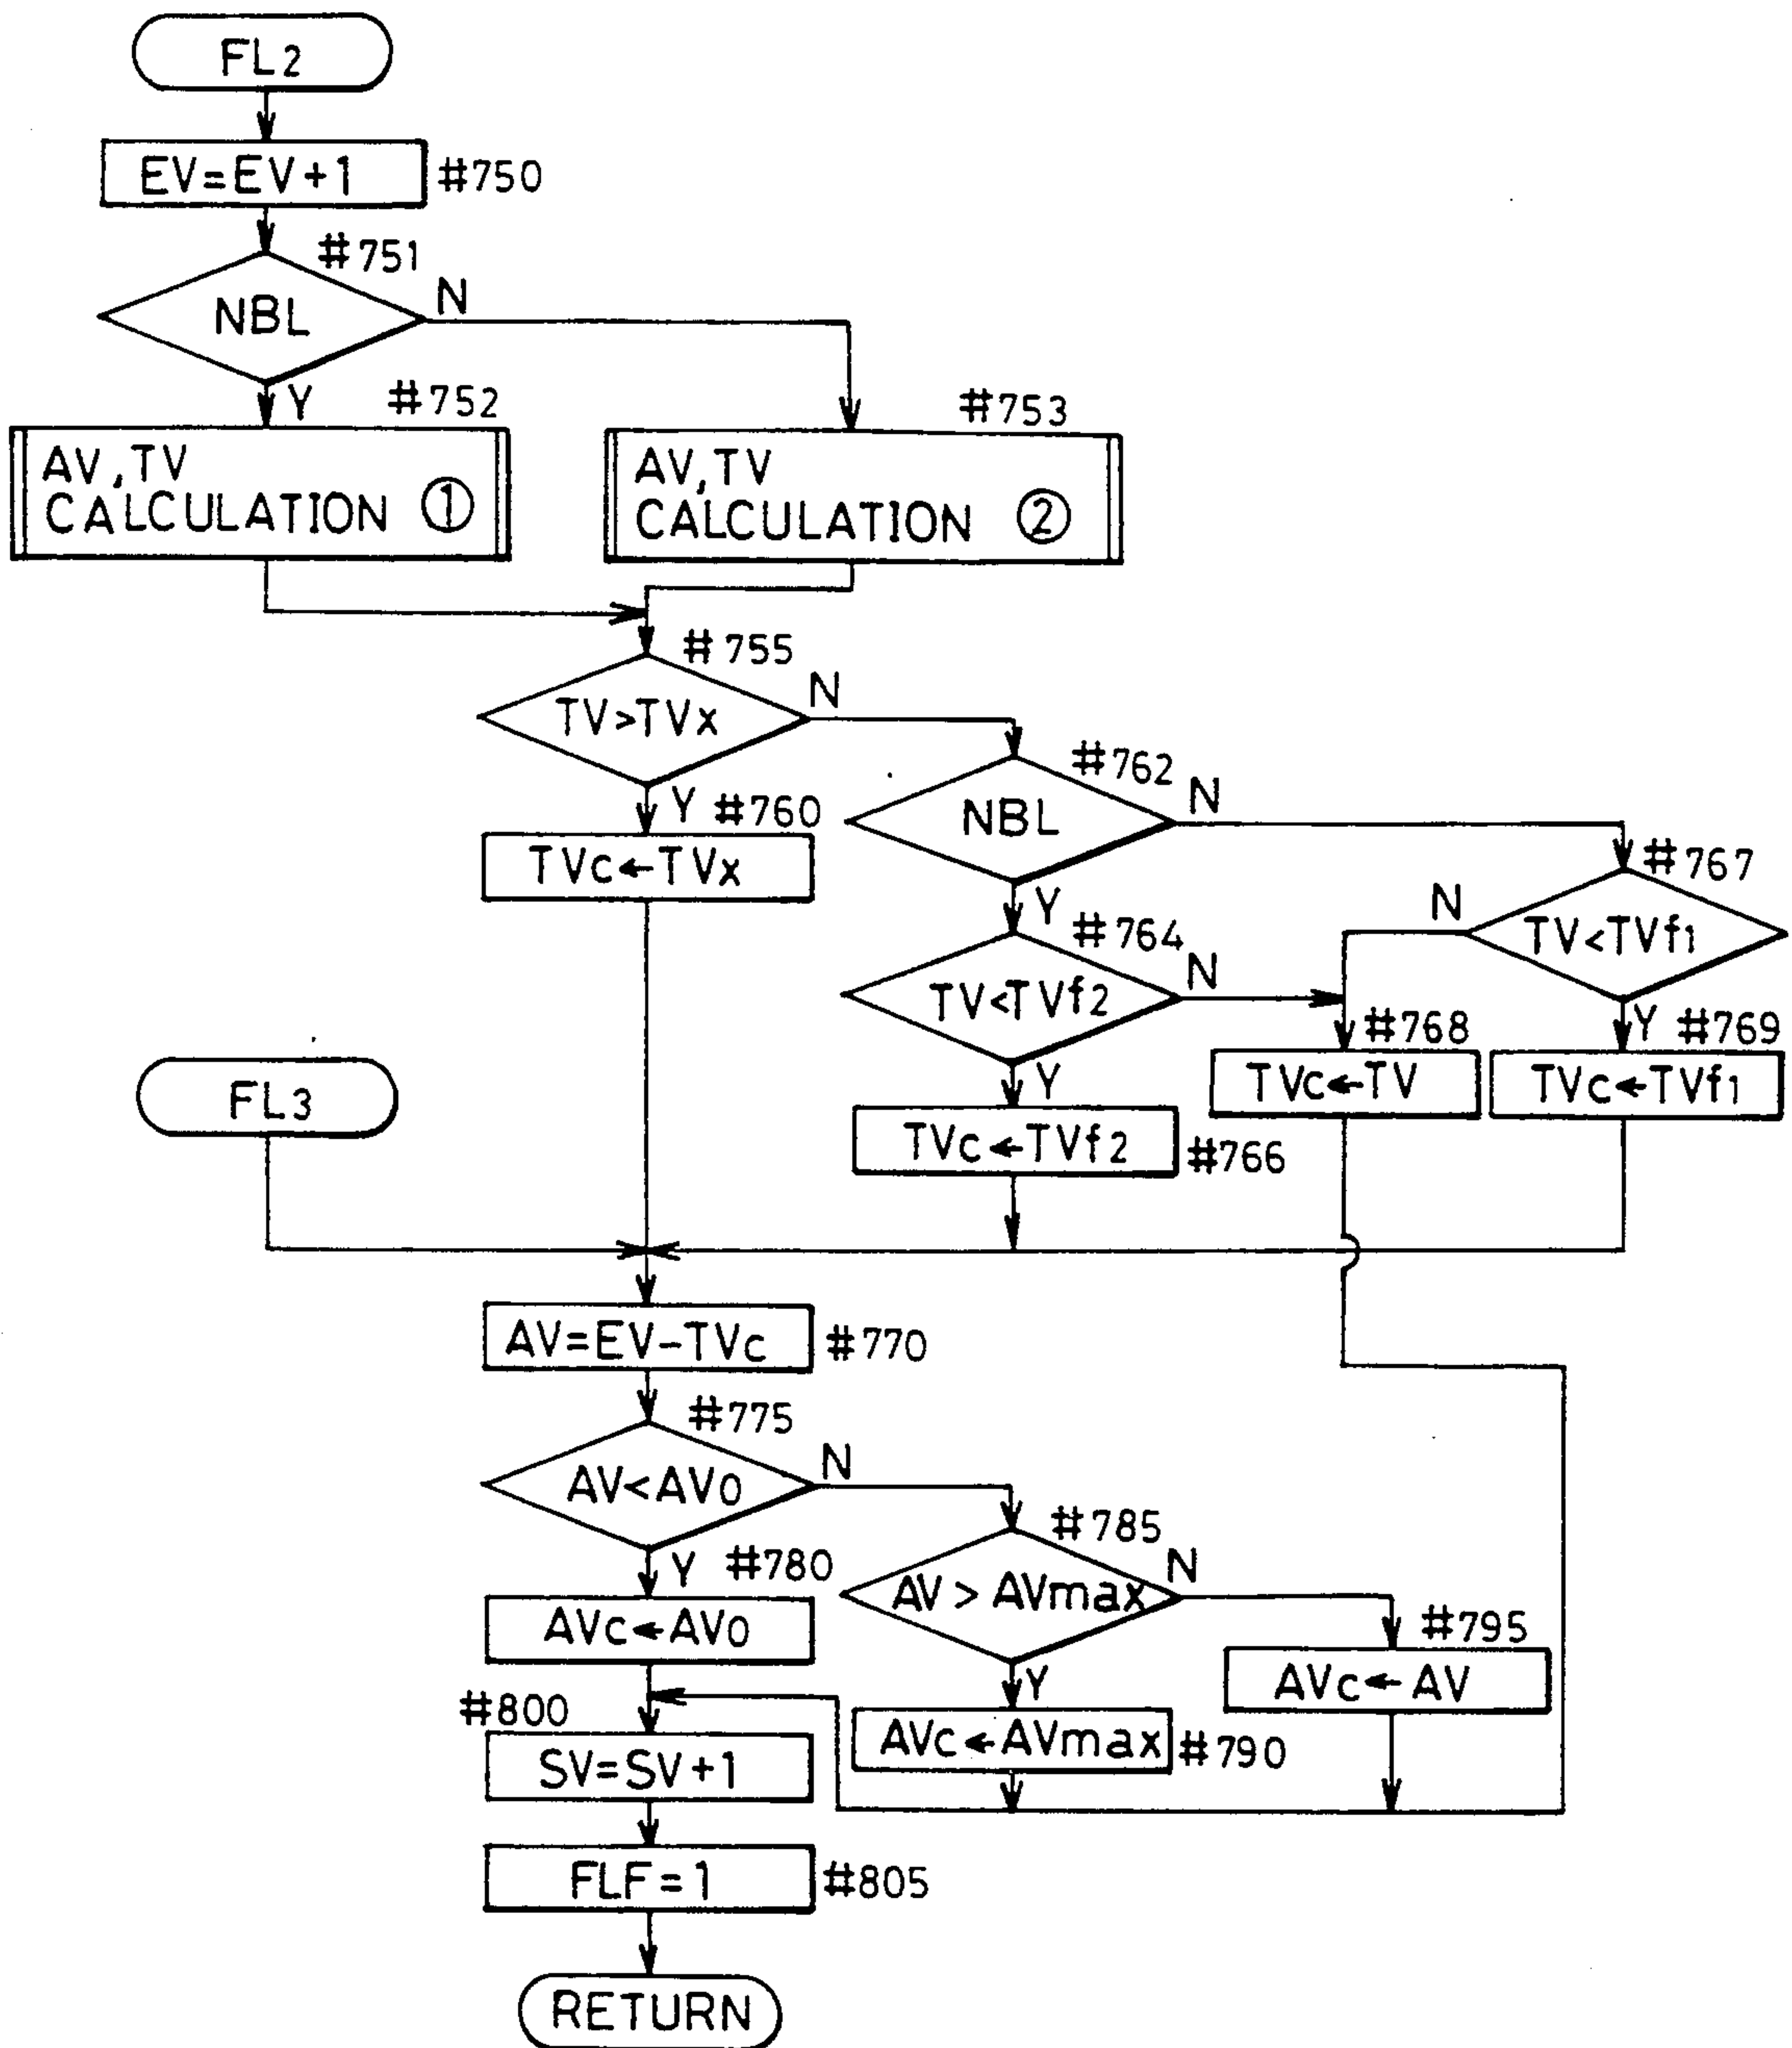 FL2
EV=EV+1 #750
#751
NBL N
Y #752
#753
AV,TV
CALCULATION ①
AV,TV
CALCULATION ②
#755
TV>TVx N
Y #760
TVc←TVx
#762
NBL N
Y
#767
TV<TVf1
N
Y #769
TVc←TVf1
#764
TV<TVf2 N
Y
#768
TVc←TV
TVc←TVf2 #766
FL3
AV=EV-TVc #770
#775
AV<AV0 N
Y #780
AVc←AV0
#785
AV>AVmax N
Y
AVc←AVmax #790
#795
AVc←AV
#800
SV=SV+1
FLF=1 #805
RETURN